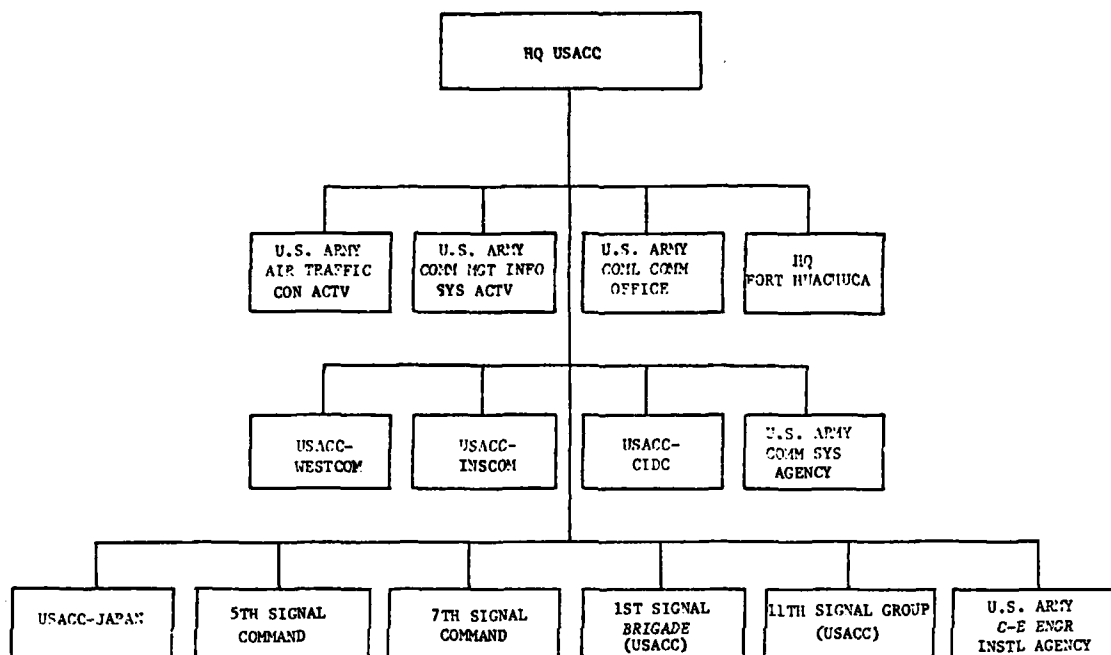 HQ USACC
U.S. ARMY
AIR TRAFFIC
CON ACTV
U.S. ARMY
COMM MGT INFO
SYS ACTV
U.S. ARMY
COML COMM
OFFICE
HQ
FORT HUACHUCA
USACC-
WESTCOM
USACC-
INSCOM
USACC-
CIDC
U.S. ARMY
COMM SYS
AGENCY
USACC-JAPAN
5TH SIGNAL
COMMAND
7TH SIGNAL
COMMAND
1ST SIGNAL
BRIGADE
(USACC)
11TH SIGNAL GROUP
(USACC)
U.S. ARMY
C-E ENGR
INSTL AGENCY